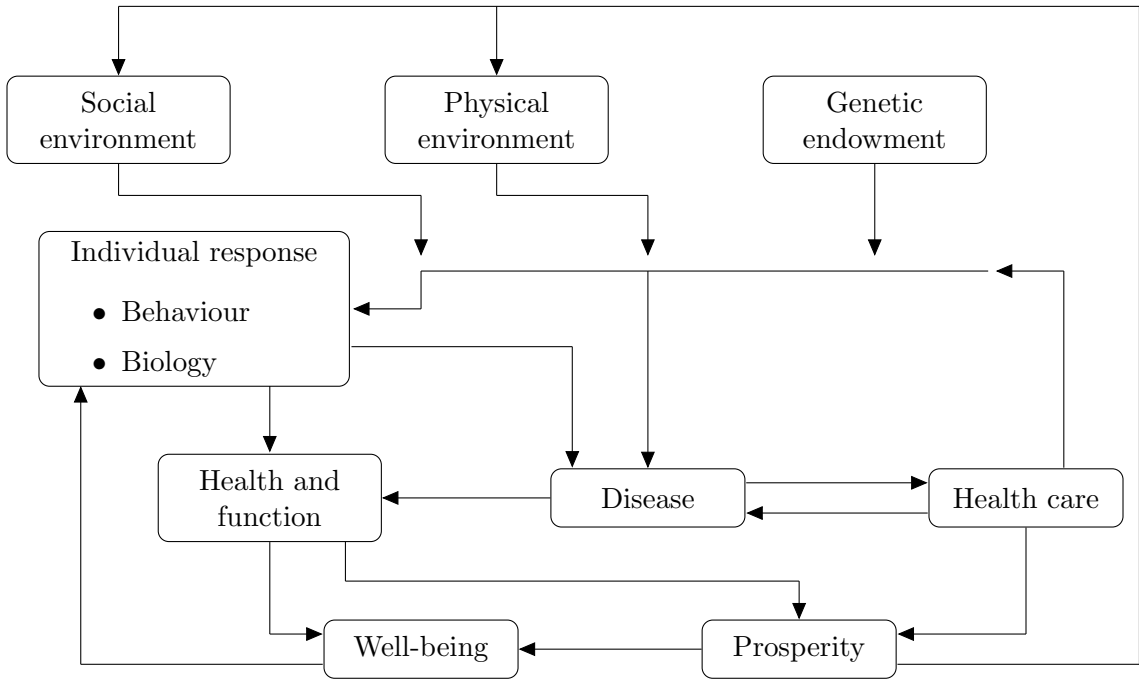 Social
environment
Physical
environment
Genetic
endowment
Individual response
• Behaviour
• Biology
Health and
function
Disease
Health care
Well-being
Prosperity